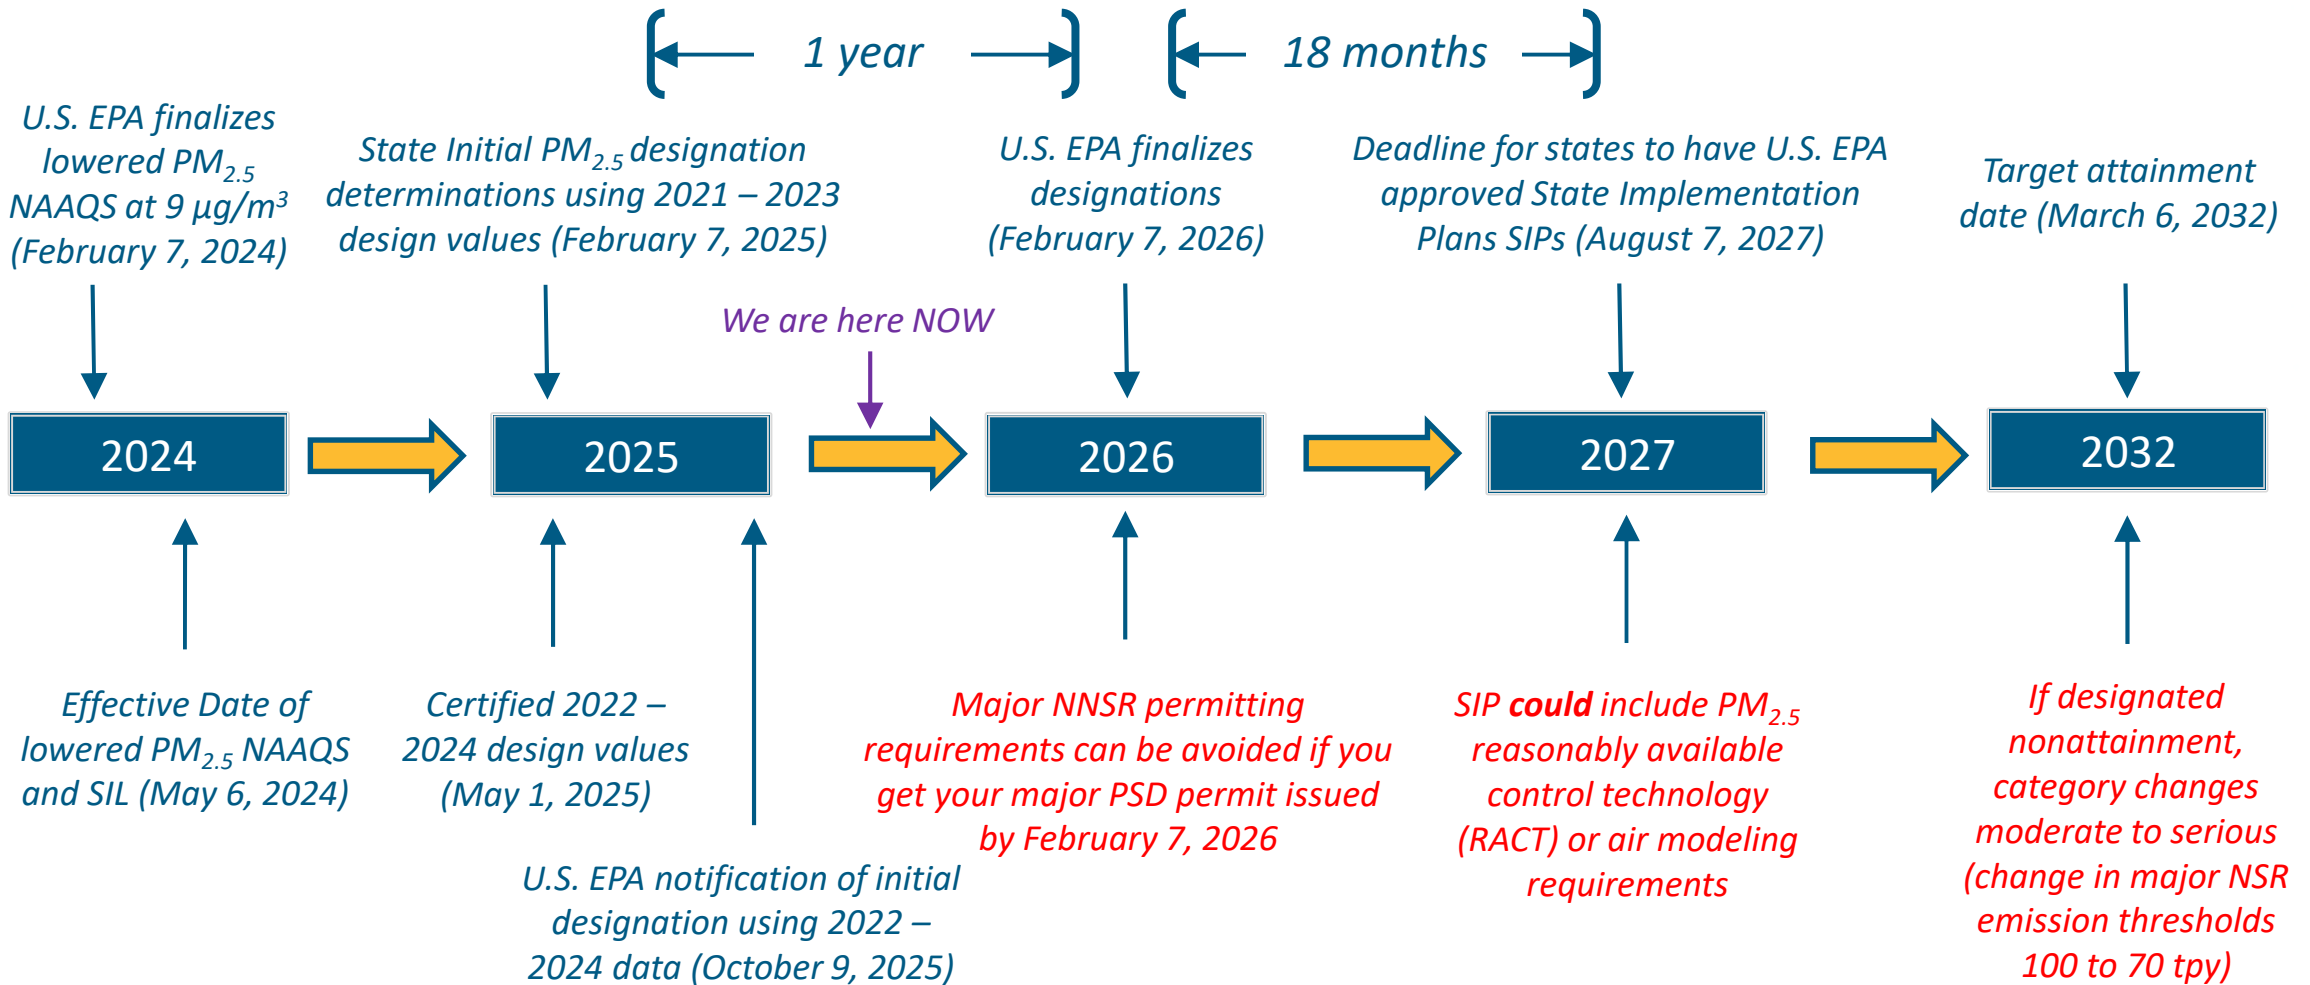 1 year
18 months
U.S. EPA finalizes
lowered PM2.5
NAAQS at 9 µg/m3
(February 7, 2024)
State Initial PM2.5 designation
determinations using 2021 – 2023
design values (February 7, 2025)
U.S. EPA finalizes
designations
(February 7, 2026)
Deadline for states to have U.S. EPA
approved State Implementation
Plans SIPs (August 7, 2027)
Target attainment
date (March 6, 2032)
We are here NOW
2024
2025
2026
2027
2032
Effective Date of
lowered PM2.5 NAAQS
and SIL (May 6, 2024)
Certified 2022 –
2024 design values
(May 1, 2025)
U.S. EPA notification of initial
designation using 2022 –
2024 data (October 9, 2025)
Major NNSR permitting
requirements can be avoided if you
get your major PSD permit issued
by February 7, 2026
SIP could include PM2.5
reasonably available
control technology
(RACT) or air modeling
requirements
If designated
nonattainment,
category changes
moderate to serious
(change in major NSR
emission thresholds
100 to 70 tpy)